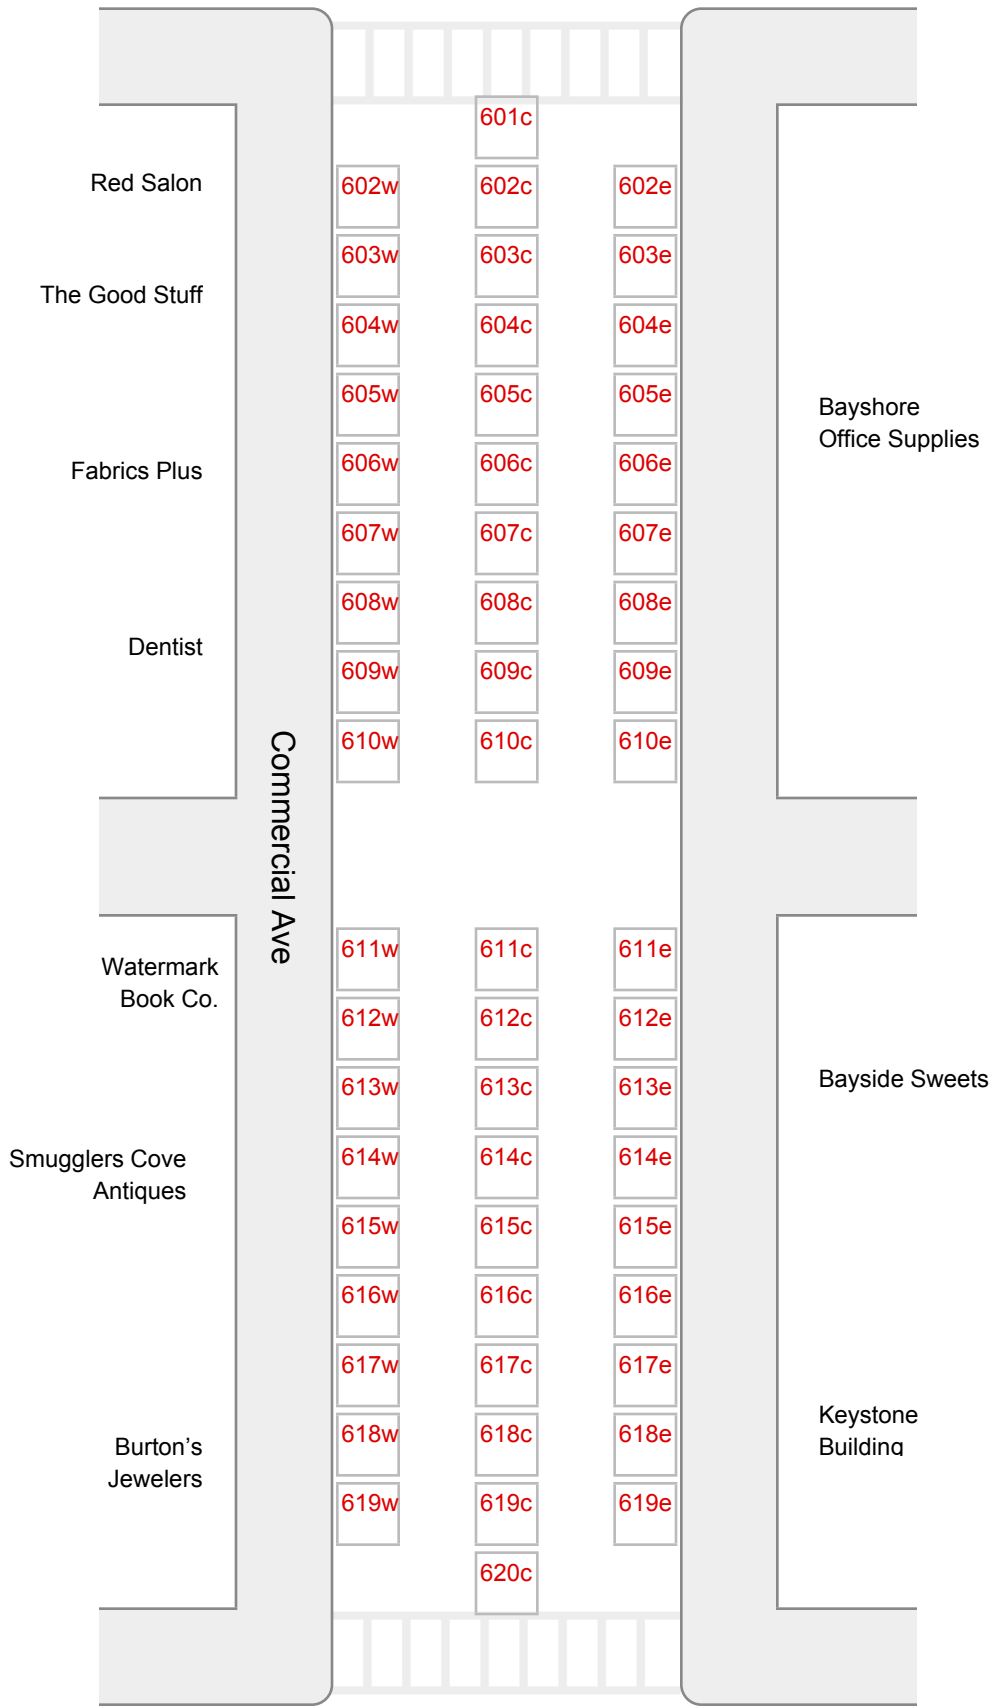 601c
Red Salon
602w 602c 602e
603w 603c 603e
The Good Stuff
604w 604c 604e
605w 605c 605e
Bayshore
Office Supplies
606w 606c 606e
Fabrics Plus
607w 607c 607e
608w 608c 608e
Dentist
609w 609c 609e
610w 610c 610e
Commercial Ave
611w 611c 611e
Watermark
Book Co.
612w 612c 612e
613w 613c 613e
Bayside Sweets
614w 614c 614e
Smugglers Cove
Antiques
615w 615c 615e
616w 616c 616e
617w 617c 617e
Keystone
Building
618w 618c 618e
Burton's
Jewelers
619w 619c 619e
620c